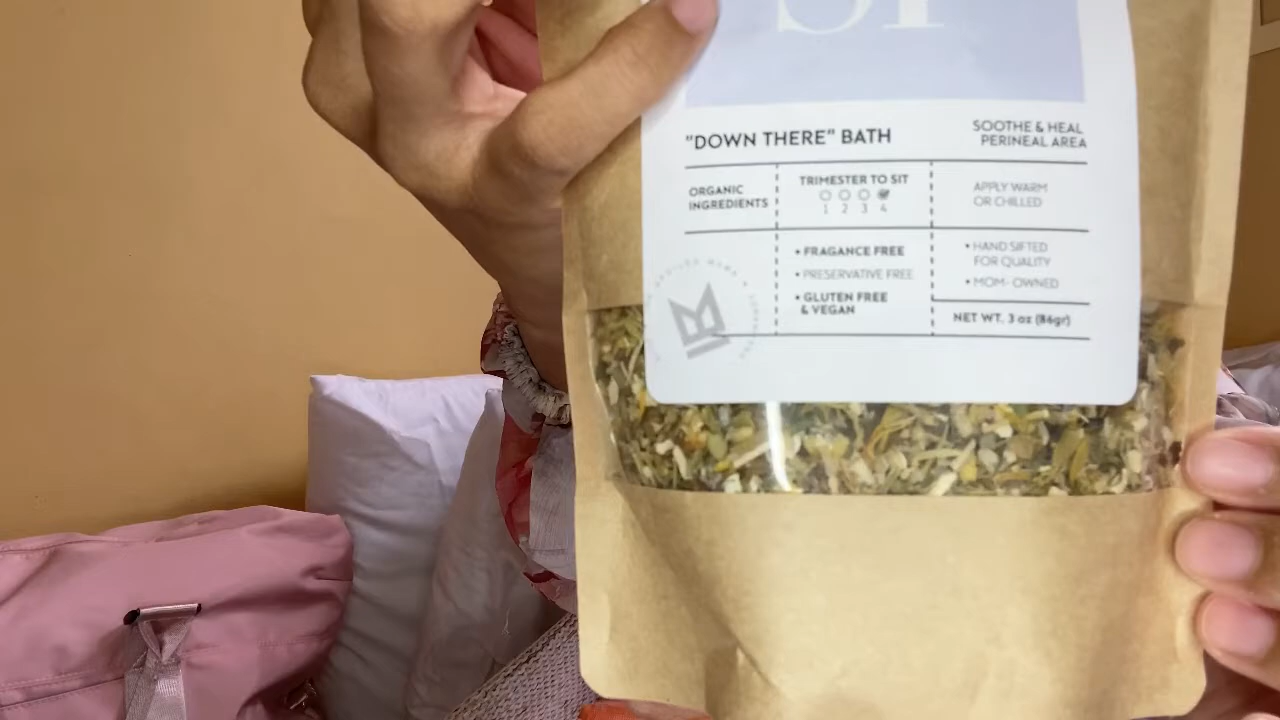 "DOWN THERE" BATH
SOOTHE & HEAL
PERINEAL AREA
ORGANIC
INGREDIENTS
TRIMESTER TO SIT
1 2 3 4
APPLY WARM
OR CHILLED
• FRAGANCE FREE
• PRESERVATIVE FREE
• GLUTEN FREE
& VEGAN
• HAND SIFTED
FOR QUALITY
• MOM-OWNED
NET WT. 3 oz (86gr)